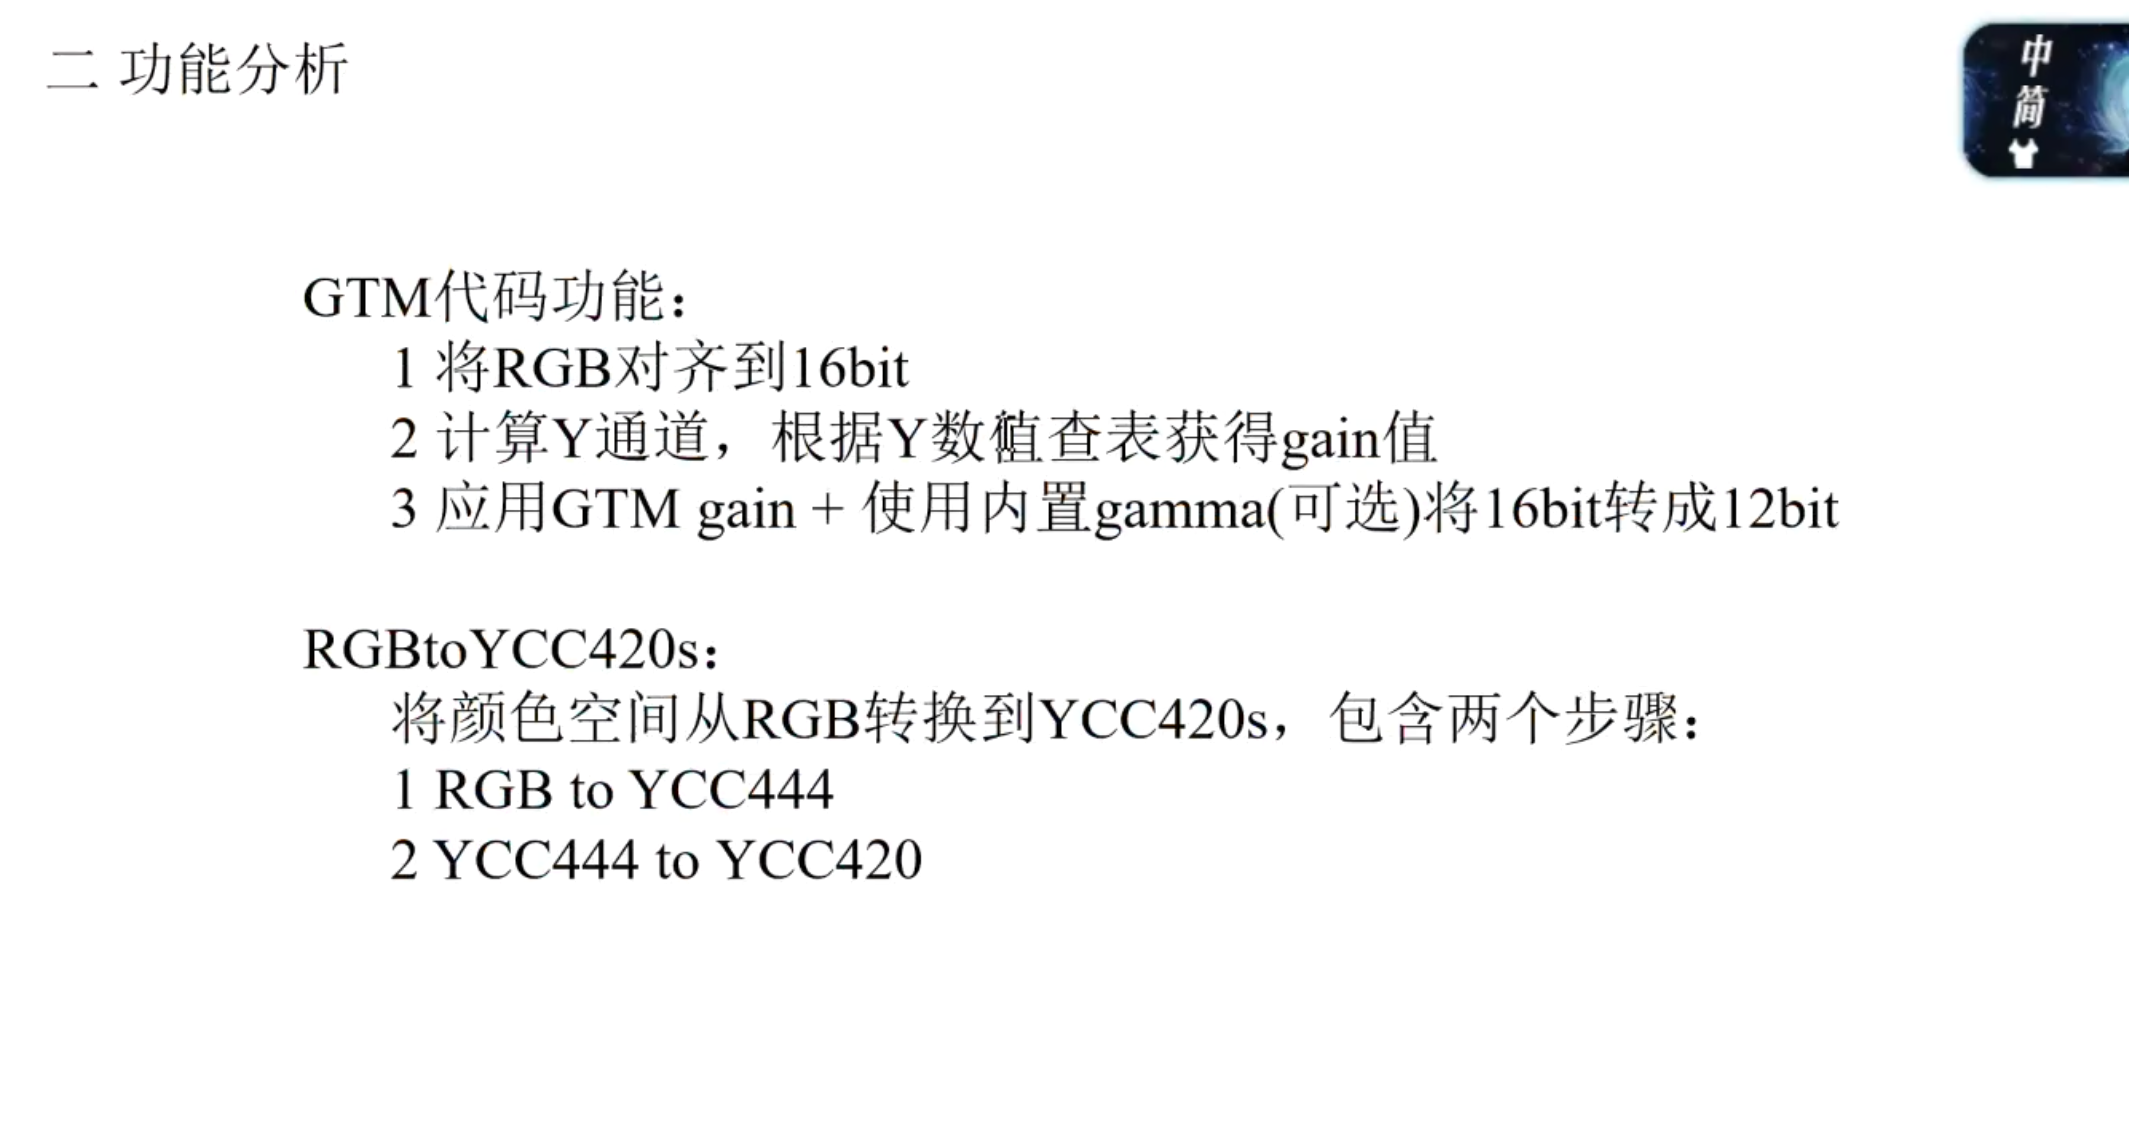 二 功能分析
中
简
GTM代码功能：
1 将RGB对齐到16bit
2 计算Y通道，根据Y数值查表获得gain值
3 应用GTM gain + 使用内置gamma(可选)将16bit转成12bit
RGBtoYCC420s：
将颜色空间从RGB转换到YCC420s，包含两个步骤：
1 RGB to YCC444
2 YCC444 to YCC420